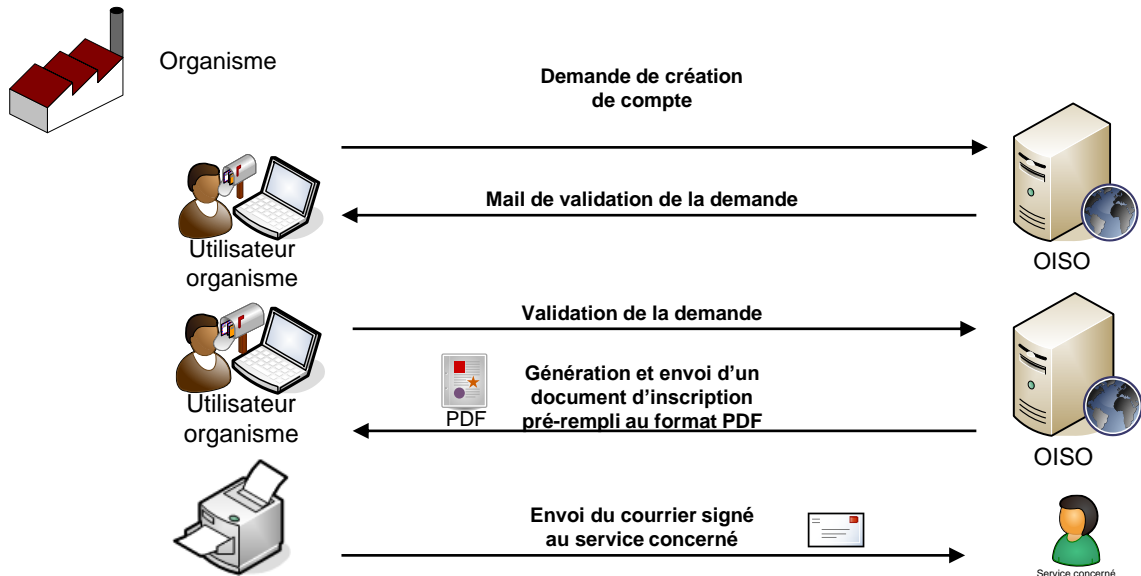 Organisme
Demande de création
de compte
Mail de validation de la demande
Utilisateur
organisme
OISO
Validation de la demande
Génération et envoi d’un
document d’inscription
pré-rempli au format PDF
PDF
Utilisateur
organisme
OISO
Envoi du courrier signé
au service concerné
Service concerné